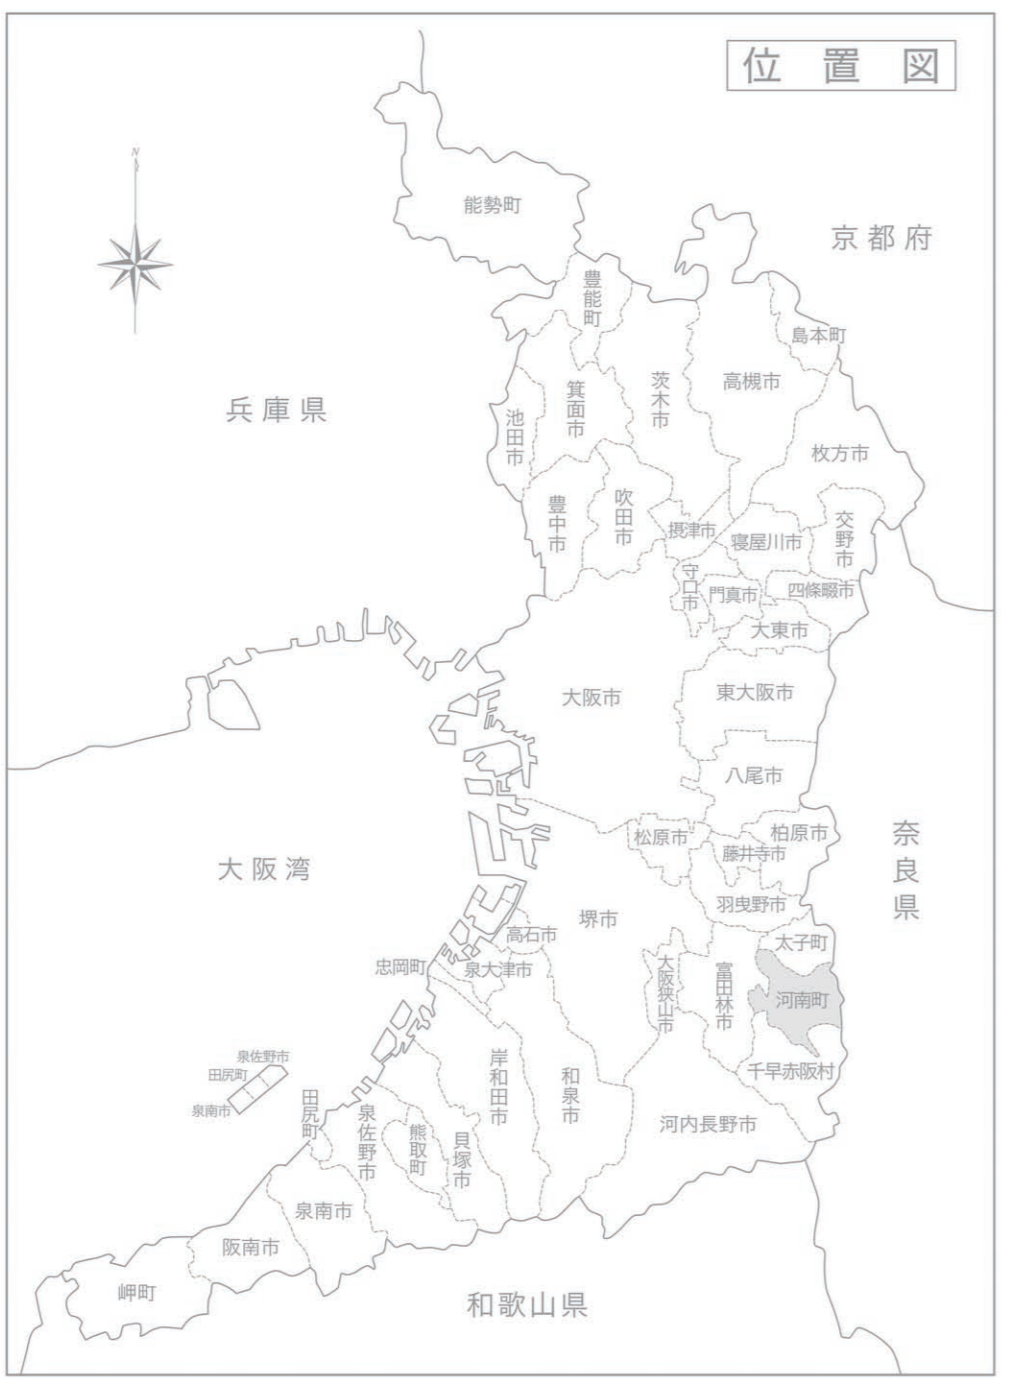 位置図
N
能勢町
京都府
豊能町
島本町
兵庫県
箕面市
茨木市
高槻市
池田市
枚方市
豊中市
吹田市
摂津市
寝屋川市
交野市
守口市
門真市
四條畷市
大東市
大阪市
東大阪市
八尾市
松原市
柏原市
藤井寺市
奈良県
大阪湾
羽曳野市
堺市
高石市
太子町
忠岡町
泉大津市
大阪狭山市
富田林市
河南町
泉佐野市
田尻町
泉南市
千早赤阪村
岸和田市
和泉市
田尻町
泉佐野市
熊取町
貝塚市
河内長野市
泉南市
阪南市
岬町
和歌山県